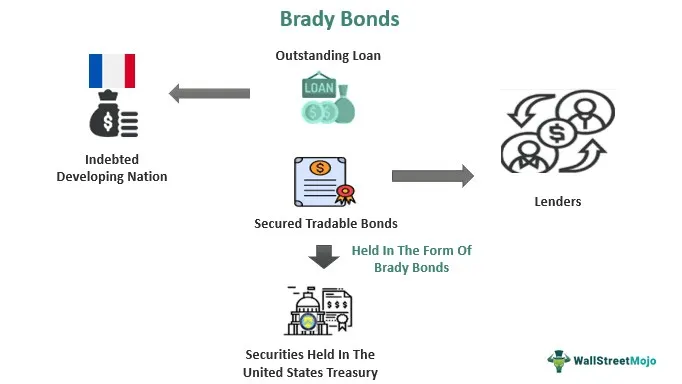 Brady Bonds
Outstanding Loan
LOAN
Indebted
Developing Nation
Lenders
Secured Tradable Bonds
Held In The Form Of
Brady Bonds
Securities Held In The
United States Treasury
WallStreetMojo